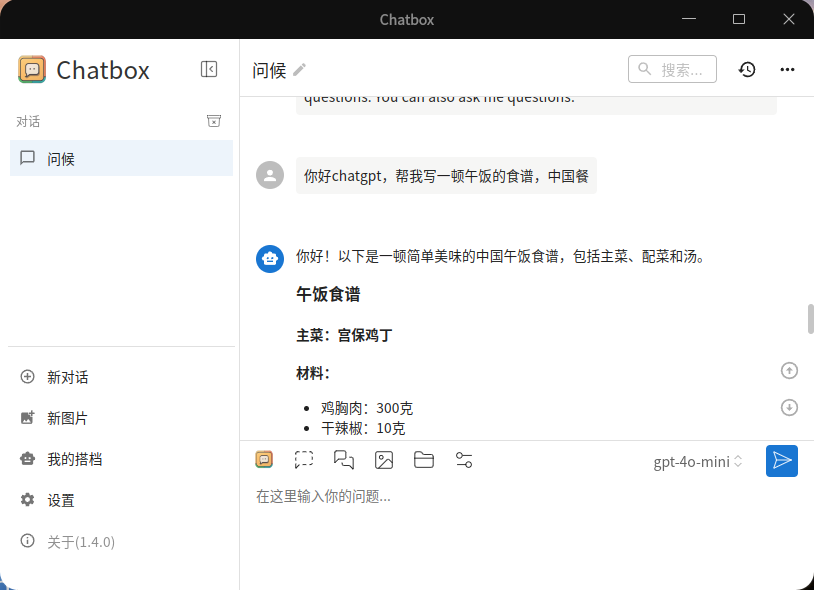 Chatbox
Chatbox
对话
问候
新对话
新图片
我的搭档
设置
关于(1.4.0)
问候
搜索...
questions. You can also ask me questions.
你好chatgpt，帮我写一顿午饭的食谱，中国餐
你好！以下是一顿简单美味的中国午饭食谱，包括主菜、配菜和汤。
午饭食谱
主菜：宫保鸡丁
材料：
鸡胸肉：300克
干辣椒：10克
gpt-4o-mini
在这里输入你的问题...